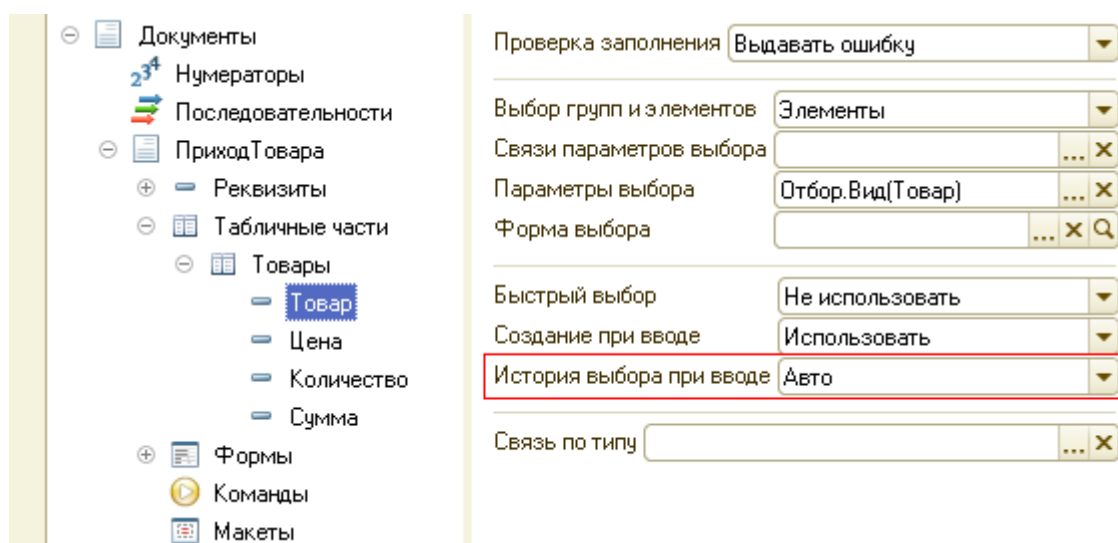 Документы
Нумераторы
Последовательности
ПриходТовара
Реквизиты
Табличные части
Товары
Товар
Цена
Количество
Сумма
Формы
Команды
Макеты
Проверка заполнения Выдавать ошибку
Выбор групп и элементов Элементы
Связи параметров выбора ...
Параметры выбора Отбор.Вид(Товар) ...
Форма выбора ...
Быстрый выбор Не использовать
Создание при вводе Использовать
История выбора при вводе Авто
Связь по типу ...